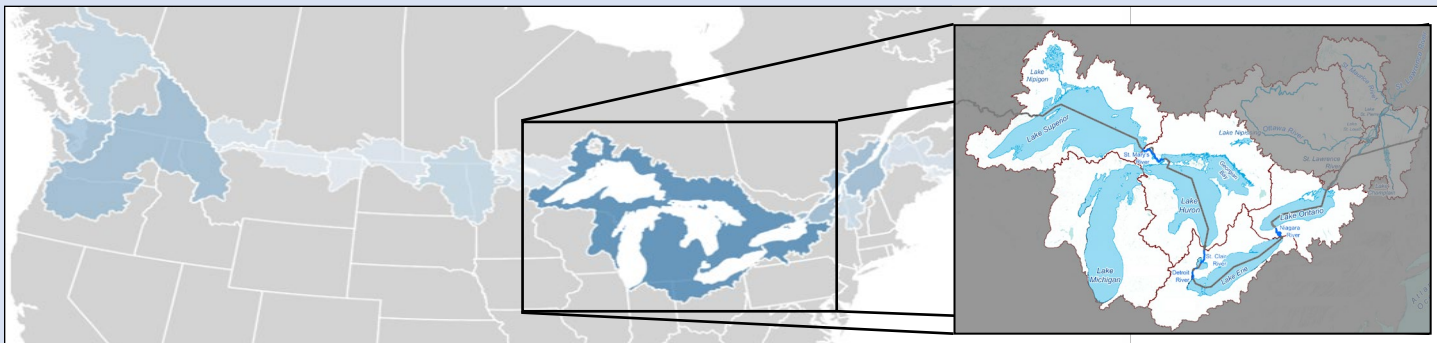 Lake
Nipigon
Lake Superior
St. Mary's
River
Lake Nipissing
Georgian
Bay
Ottawa River
St. Lawrence
River
Lake
Huron
Lake Ontario
Niagara
River
St. Clair
River
Detroit
River
Lake Erie
Lake
Michigan